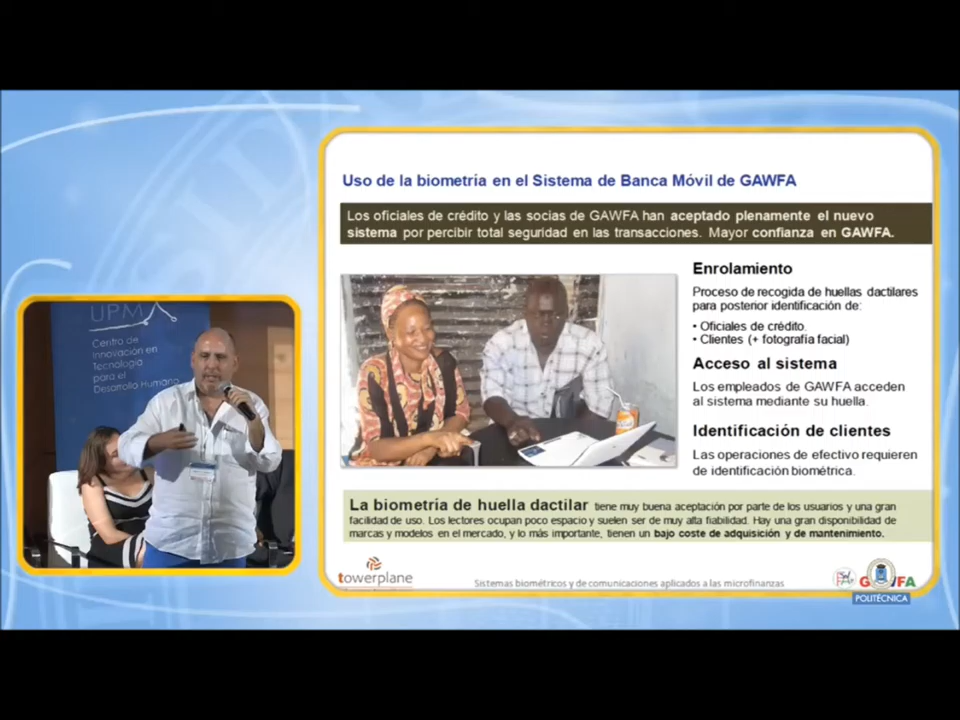 Uso de la biometría en el Sistema de Banca Móvil de GAWFA
Los oficiales de crédito y las socias de GAWFA han aceptado plenamente el nuevo
sistema por percibir total seguridad en las transacciones. Mayor confianza en GAWFA.
Enrolamiento
Proceso de recogida de huellas dactilares
para posterior identificación de:
• Oficiales de crédito.
• Clientes (+ fotografía facial)
Acceso al sistema
Los empleados de GAWFA acceden
al sistema mediante su huella.
Identificación de clientes
Las operaciones de efectivo requieren
de identificación biométrica.
La biometría de huella dactilar tiene muy buena aceptación por parte de los usuarios y una gran
facilidad de uso. Los lectores ocupan poco espacio y suelen ser de muy alta fiabilidad. Hay una gran disponibilidad de
marcas y modelos en el mercado, y lo más importante, tienen un bajo coste de adquisición y de mantenimiento.
towerplane
Sistemas biométricos y de comunicaciones aplicados a las microfinanzas
POLITÉCNICA
UPM
Centro de
Innovación en
Tecnología
para el
Desarrollo Humano